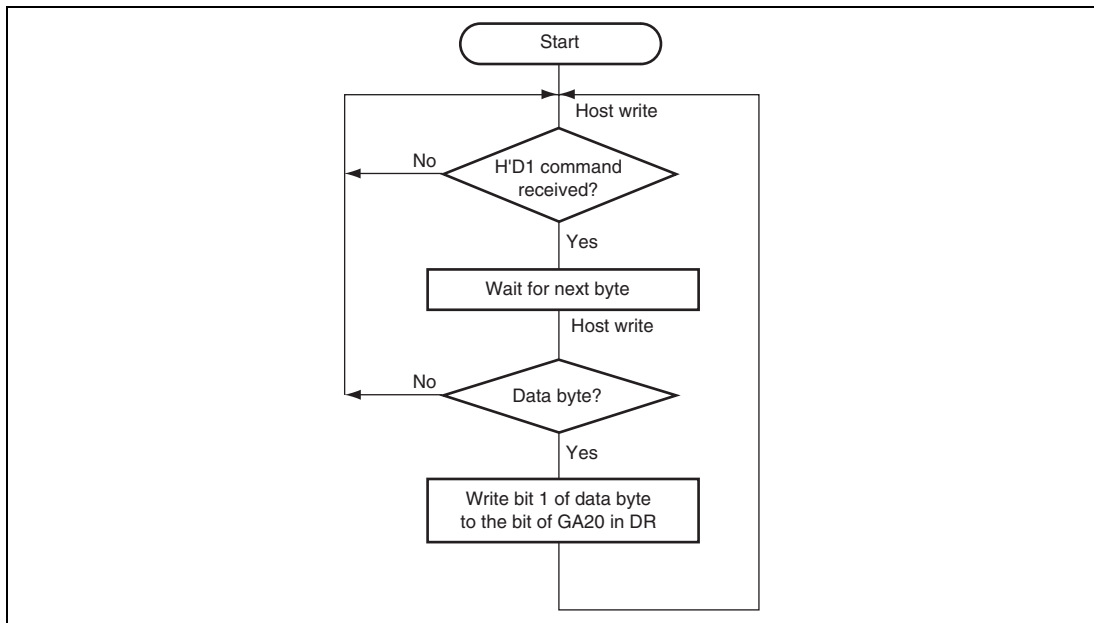 Start
Host write
No
H'D1 command
received?
Yes
Wait for next byte
Host write
No
Data byte?
Yes
Write bit 1 of data byte
to the bit of GA20 in DR